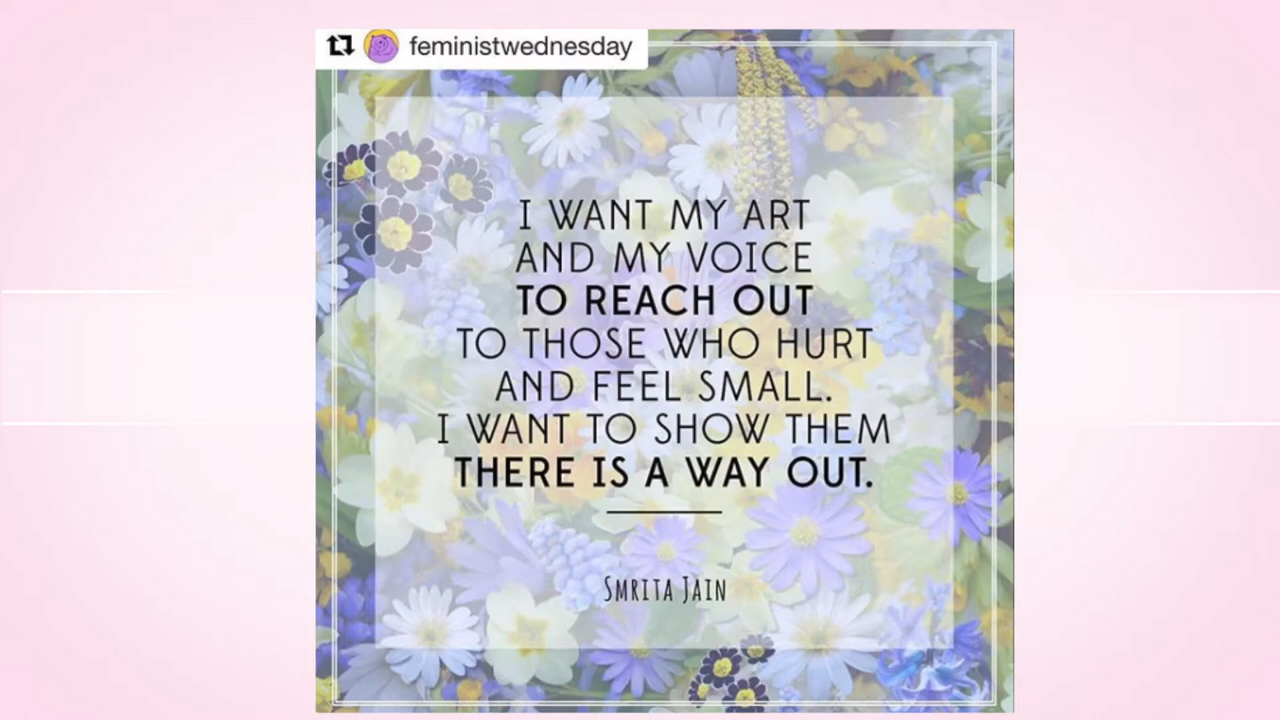 feministwednesday
I WANT MY ART
AND MY VOICE
TO REACH OUT
TO THOSE WHO HURT
AND FEEL SMALL.
I WANT TO SHOW THEM
THERE IS A WAY OUT.
SMRITA JAIN